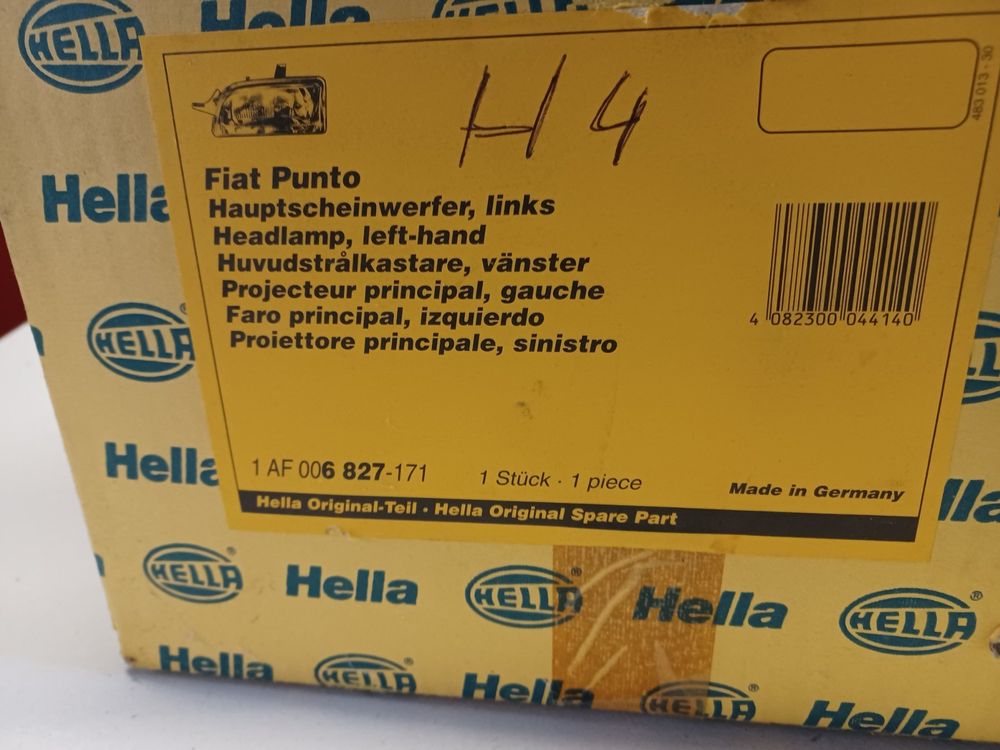 HELLA
Hella
H4
483 013 - 30
Fiat Punto
Hauptscheinwerfer, links
Headlamp, left-hand
Huvudstrålkastare, vänster
Projecteur principal, gauche
Faro principal, izquierdo
Proiettore principale, sinistro
4 082300 044140
1 AF 006 827-171
1 Stück · 1 piece
Made in Germany
Hella Original-Teil · Hella Original Spare Part
Hella
HELLA®
Hella
HELLA®
Hella
HELLA®
Hella
HELLA®
Hella
HELLA®
Hella
HELLA®
Hella